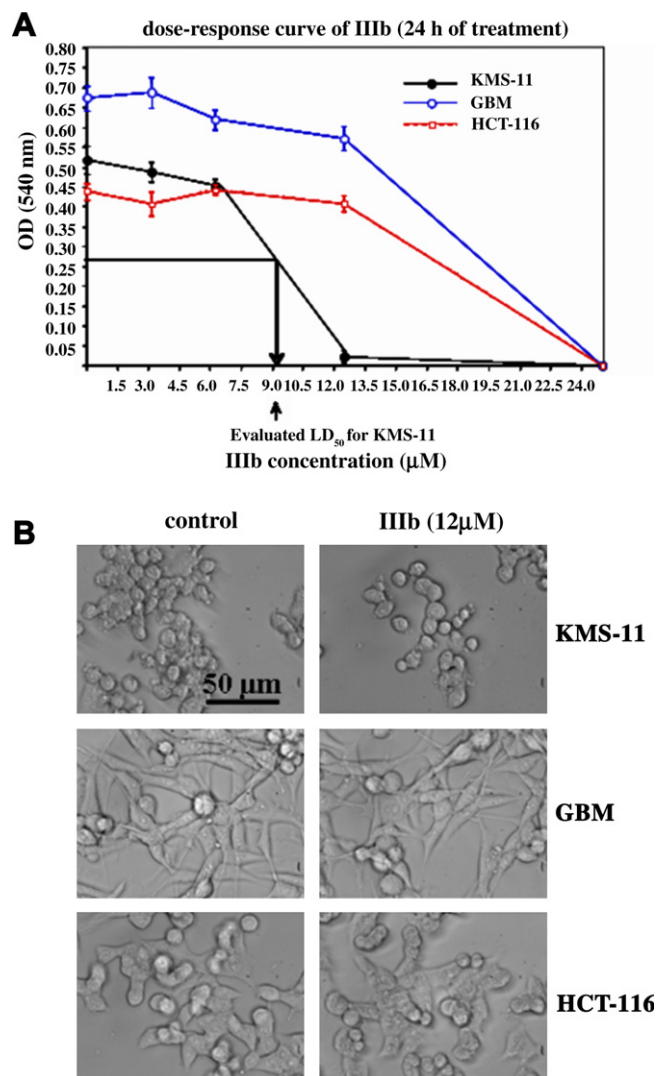 A
dose-response curve of IIIb (24 h of treatment)
0.80
0.70
0.65
0.60
0.55
0.50
0.45
0.40
0.30
0.25
0.20
0.15
0.10
0.05
OD (540 nm)
KMS-11
GBM
HCT-116
1.5 3.0 4.5 6.0 7.5 9.0 10.5 12.0 13.5 15.0 16.5 18.0 19.5 21.0 22.5 24.0
Evaluated LD50 for KMS-11
IIIb concentration (μM)
B
control IIIb (12μM)
50 μm
KMS-11
GBM
HCT-116